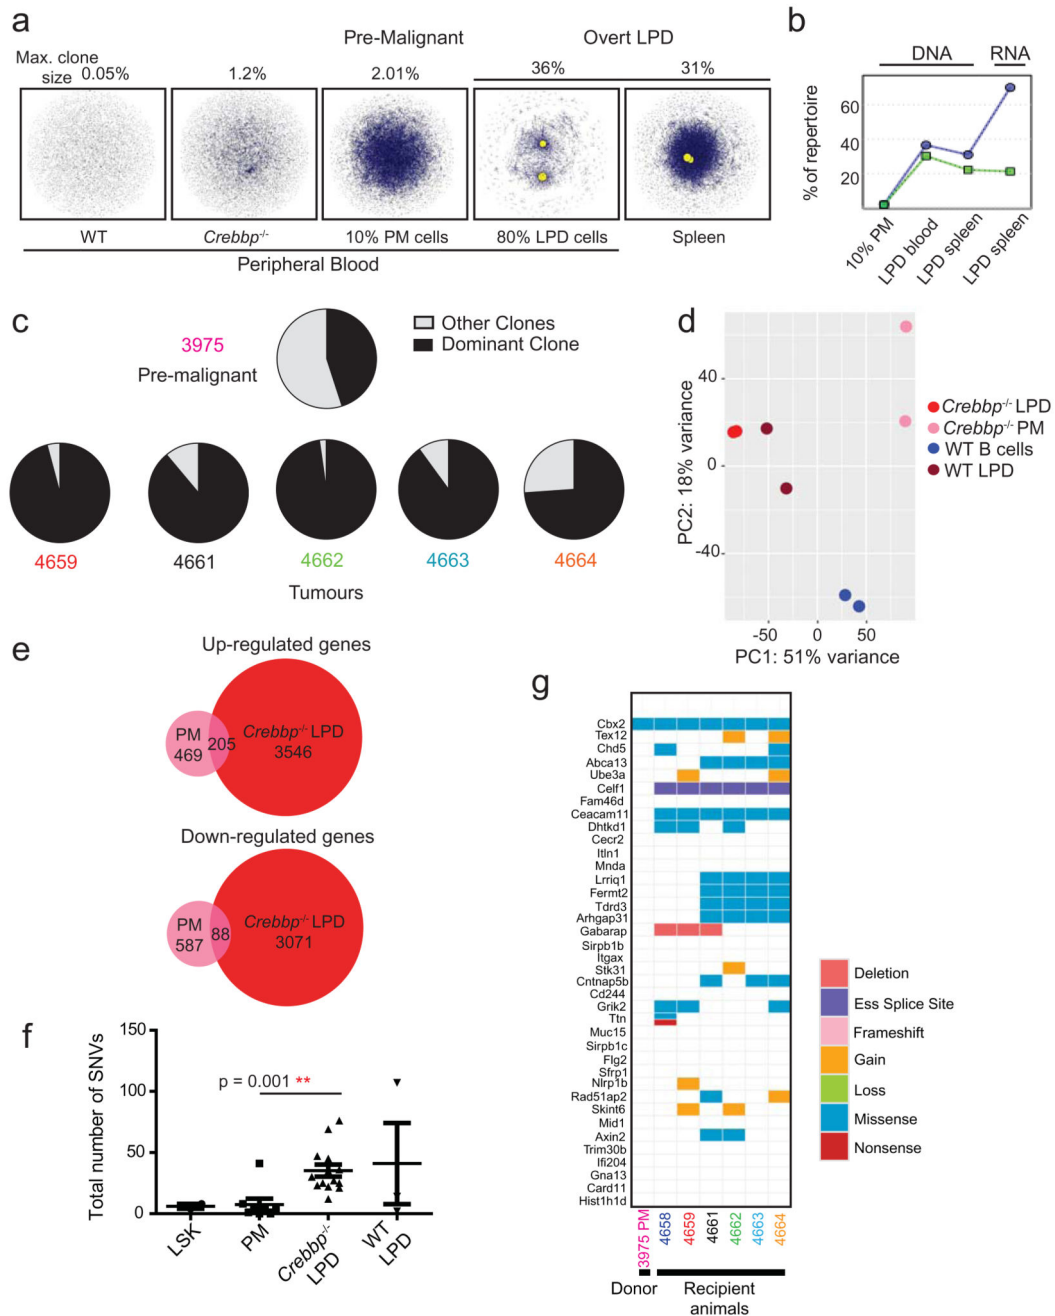 a
Pre-Malignant
Overt LPD
Max. clone
size 0.05%
1.2%
2.01%
36%
31%
WT
Crebbp-/-
10% PM cells
80% LPD cells
Spleen
Peripheral Blood
b
DNA
RNA
% of repertoire
60
40
20
10% PM
LPD blood
LPD spleen
LPD spleen
c
3975
Pre-malignant
Other Clones
Dominant Clone
4659
4661
4662
4663
4664
Tumours
d
PC2: 18% variance
40
0
-40
-50
0
50
PC1: 51% variance
Crebbp-/- LPD
Crebbp-/- PM
WT B cells
WT LPD
e
Up-regulated genes
PM
469
205
Crebbp-/- LPD
3546
Down-regulated genes
PM
587
88
Crebbp-/- LPD
3071
f
Total number of SNVs
150
100
50
0
p = 0.001 **
LSK
PM
Crebbp-/-
LPD
WT
LPD
g
Cbx2
Tex12
Chd5
Abca13
Ube3a
Celf1
Fam46d
Ceacam11
Dhtkd1
Cecr2
Itln1
Mnda
Lrriq1
Fermt2
Tdrd3
Arhgap31
Gabarap
Sirpb1b
Itgax
Stk31
Cntnap5b
Cd244
Grik2
Ttn
Muc15
Sirpb1c
Flg2
Sfrp1
Nlrp1b
Rad51ap2
Skint6
Mid1
Axin2
Trim30b
Ifi204
Gna13
Card11
Hist1h1d
3975 PM
4658
4659
4661
4662
4663
4664
Donor
Recipient
animals
Deletion
Ess Splice Site
Frameshift
Gain
Loss
Missense
Nonsense